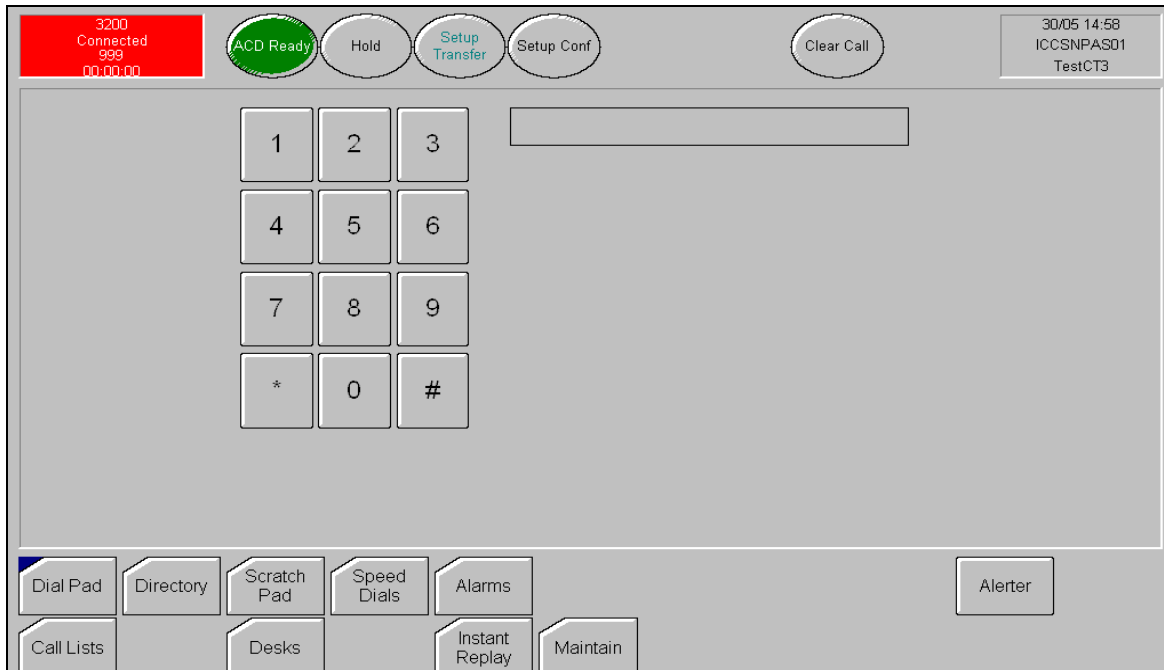 3200
Connected
999
00:00:00
ACD Ready
Hold
Setup
Transfer
Setup Conf
Clear Call
30/05 14:58
ICCSNPAS01
TestCT3
1 2 3
4 5 6
7 8 9
* 0 #
Dial Pad
Directory
Scratch
Pad
Speed
Dials
Alarms
Alerter
Call Lists
Desks
Instant
Replay
Maintain